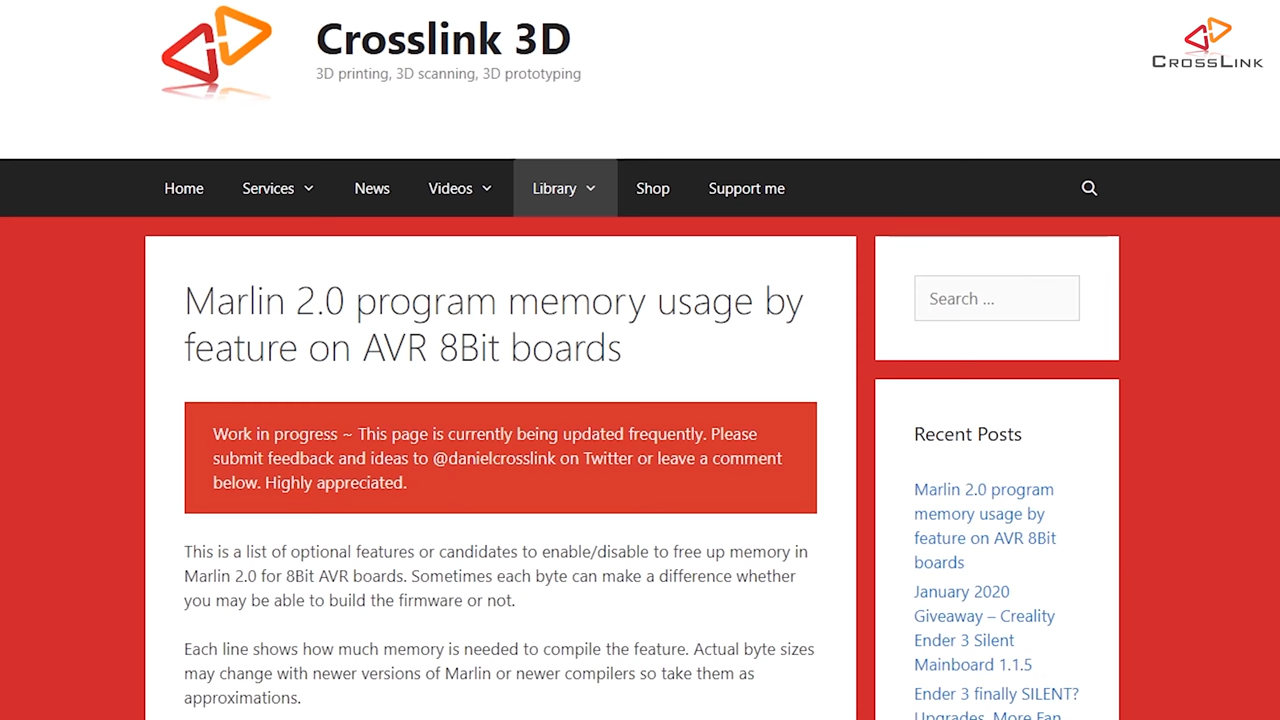 Crosslink 3D
3D printing, 3D scanning, 3D prototyping
CROSSLINK
Home Services News Videos Library Shop Support me
Marlin 2.0 program memory usage by
feature on AVR 8Bit boards
Work in progress ~ This page is currently being updated frequently. Please
submit feedback and ideas to @danielcrosslink on Twitter or leave a comment
below. Highly appreciated.
This is a list of optional features or candidates to enable/disable to free up memory in
Marlin 2.0 for 8Bit AVR boards. Sometimes each byte can make a difference whether
you may be able to build the firmware or not.
Each line shows how much memory is needed to compile the feature. Actual byte sizes
may change with newer versions of Marlin or newer compilers so take them as
approximations.
Search ...
Recent Posts
Marlin 2.0 program
memory usage by
feature on AVR 8Bit
boards
January 2020
Giveaway – Creality
Ender 3 Silent
Mainboard 1.1.5
Ender 3 finally SILENT?
Upgrades, More Fan